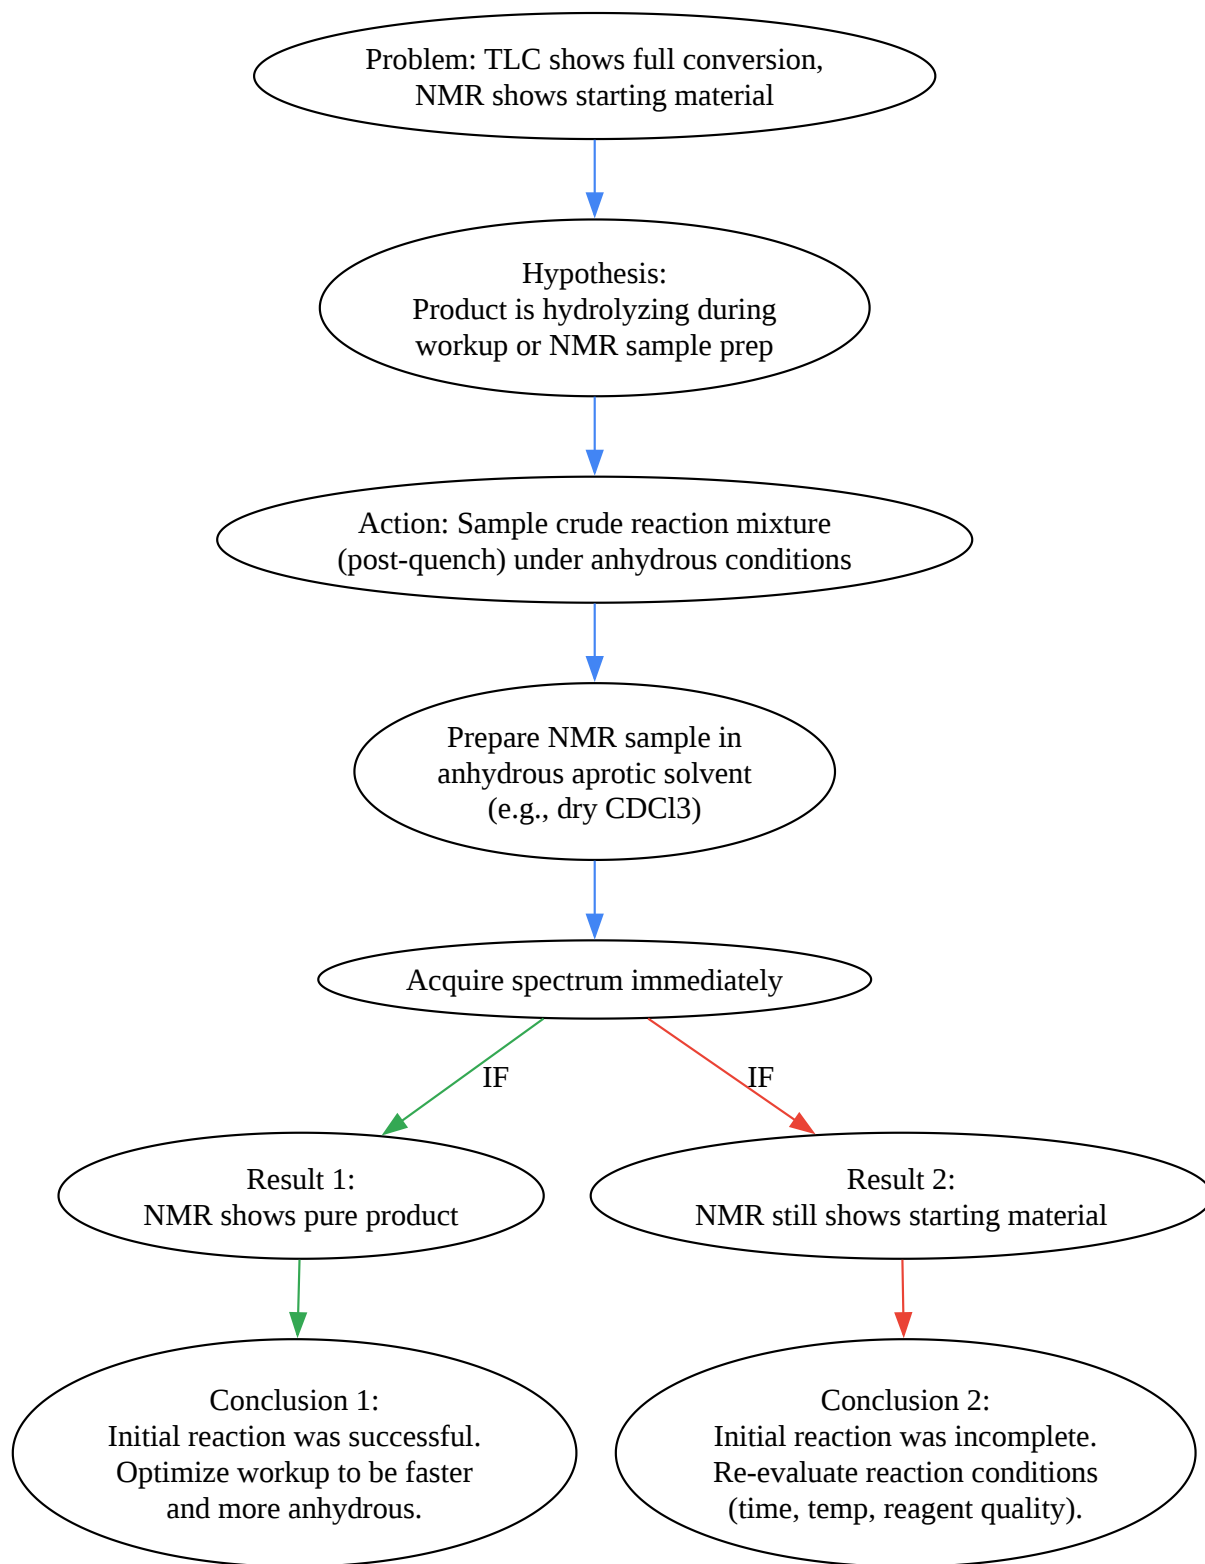 Problem: TLC shows full conversion,
NMR shows starting material
Hypothesis:
Product is hydrolyzing during
workup or NMR sample prep
Action: Sample crude reaction mixture
(post-quench) under anhydrous conditions
Prepare NMR sample in
anhydrous aprotic solvent
(e.g., dry CDCl3)
Acquire spectrum immediately
IF
IF
Result 1:
NMR shows pure product
Result 2:
NMR still shows starting material
Conclusion 1:
Initial reaction was successful.
Optimize workup to be faster
and more anhydrous.
Conclusion 2:
Initial reaction was incomplete.
Re-evaluate reaction conditions
(time, temp, reagent quality).